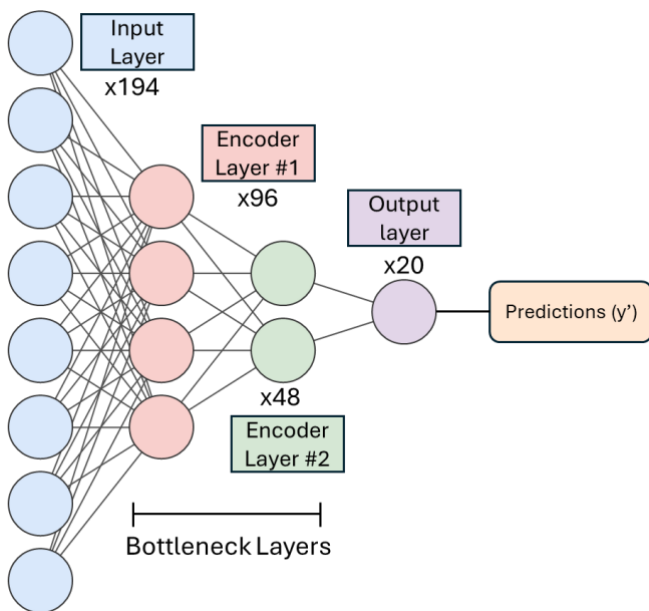 Input
Layer
x194
Encoder
Layer #1
x96
Output
layer
x20
Predictions (y’)
x48
Encoder
Layer #2
Bottleneck Layers